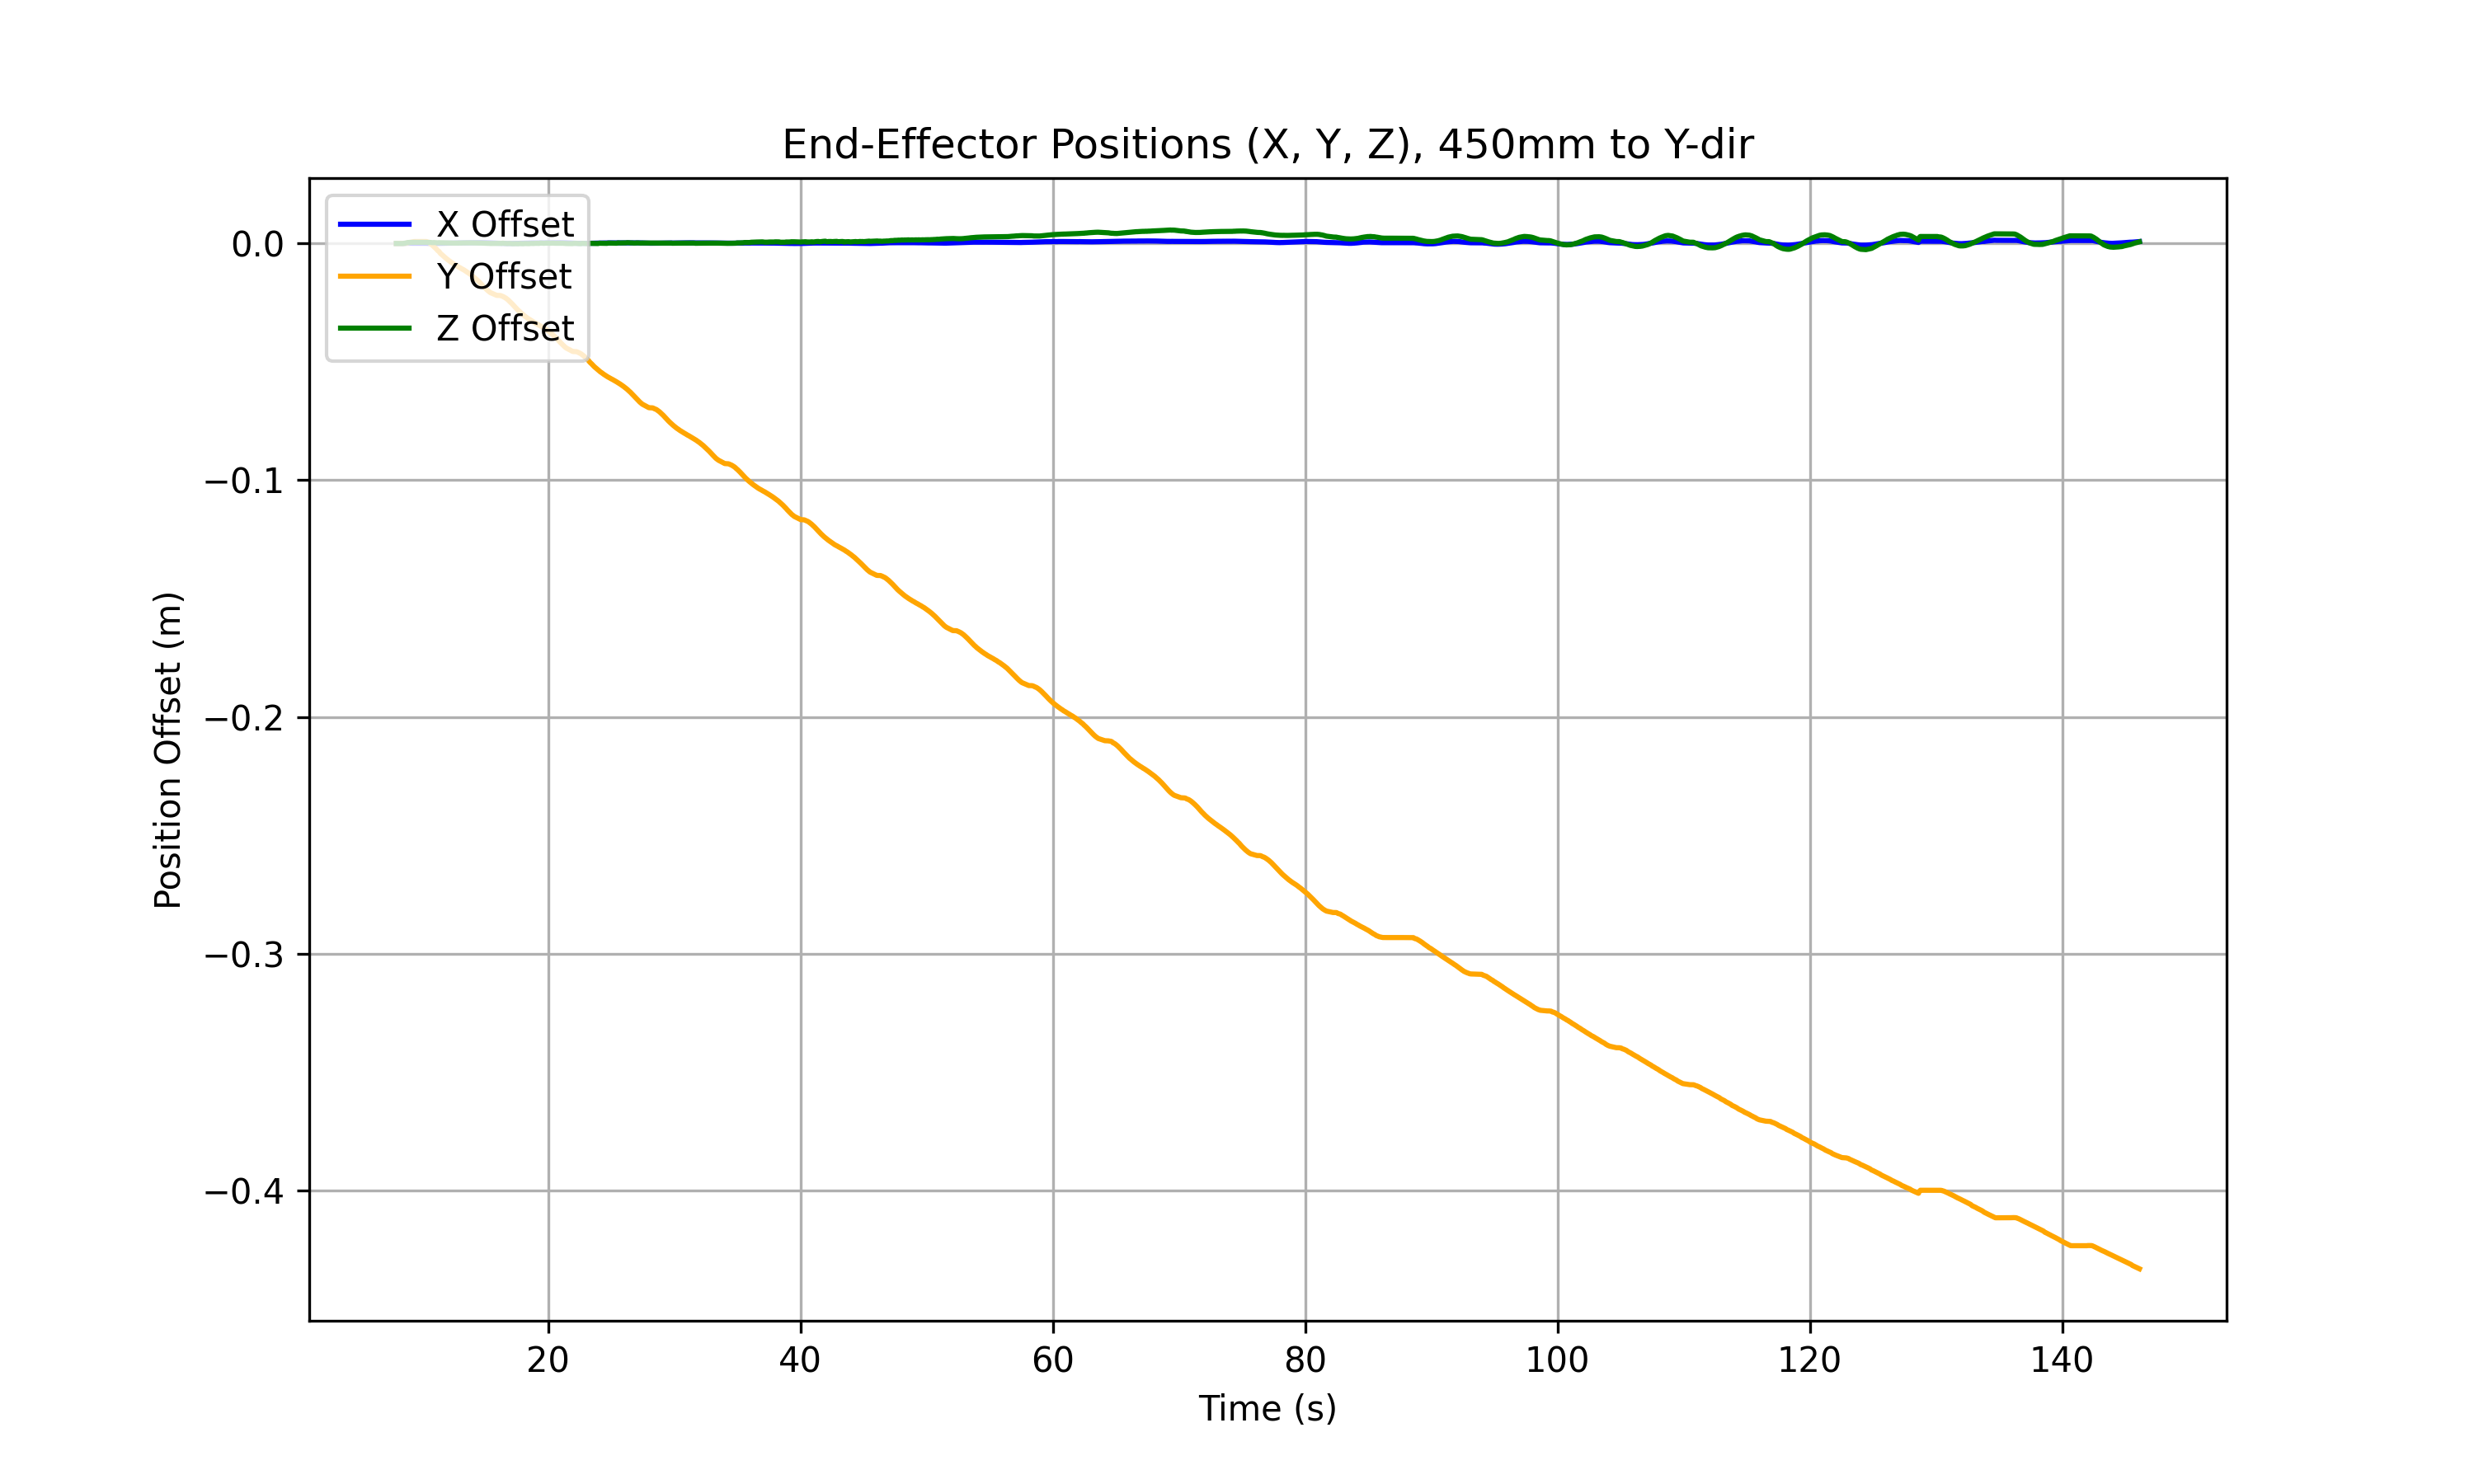 End-Effector Positions (X, Y, Z), 450mm to Y-dir
X Offset
Y Offset
Z Offset
Position Offset (m)
0.0
−0.1
−0.2
−0.3
−0.4
20 40 60 80 100 120 140
Time (s)